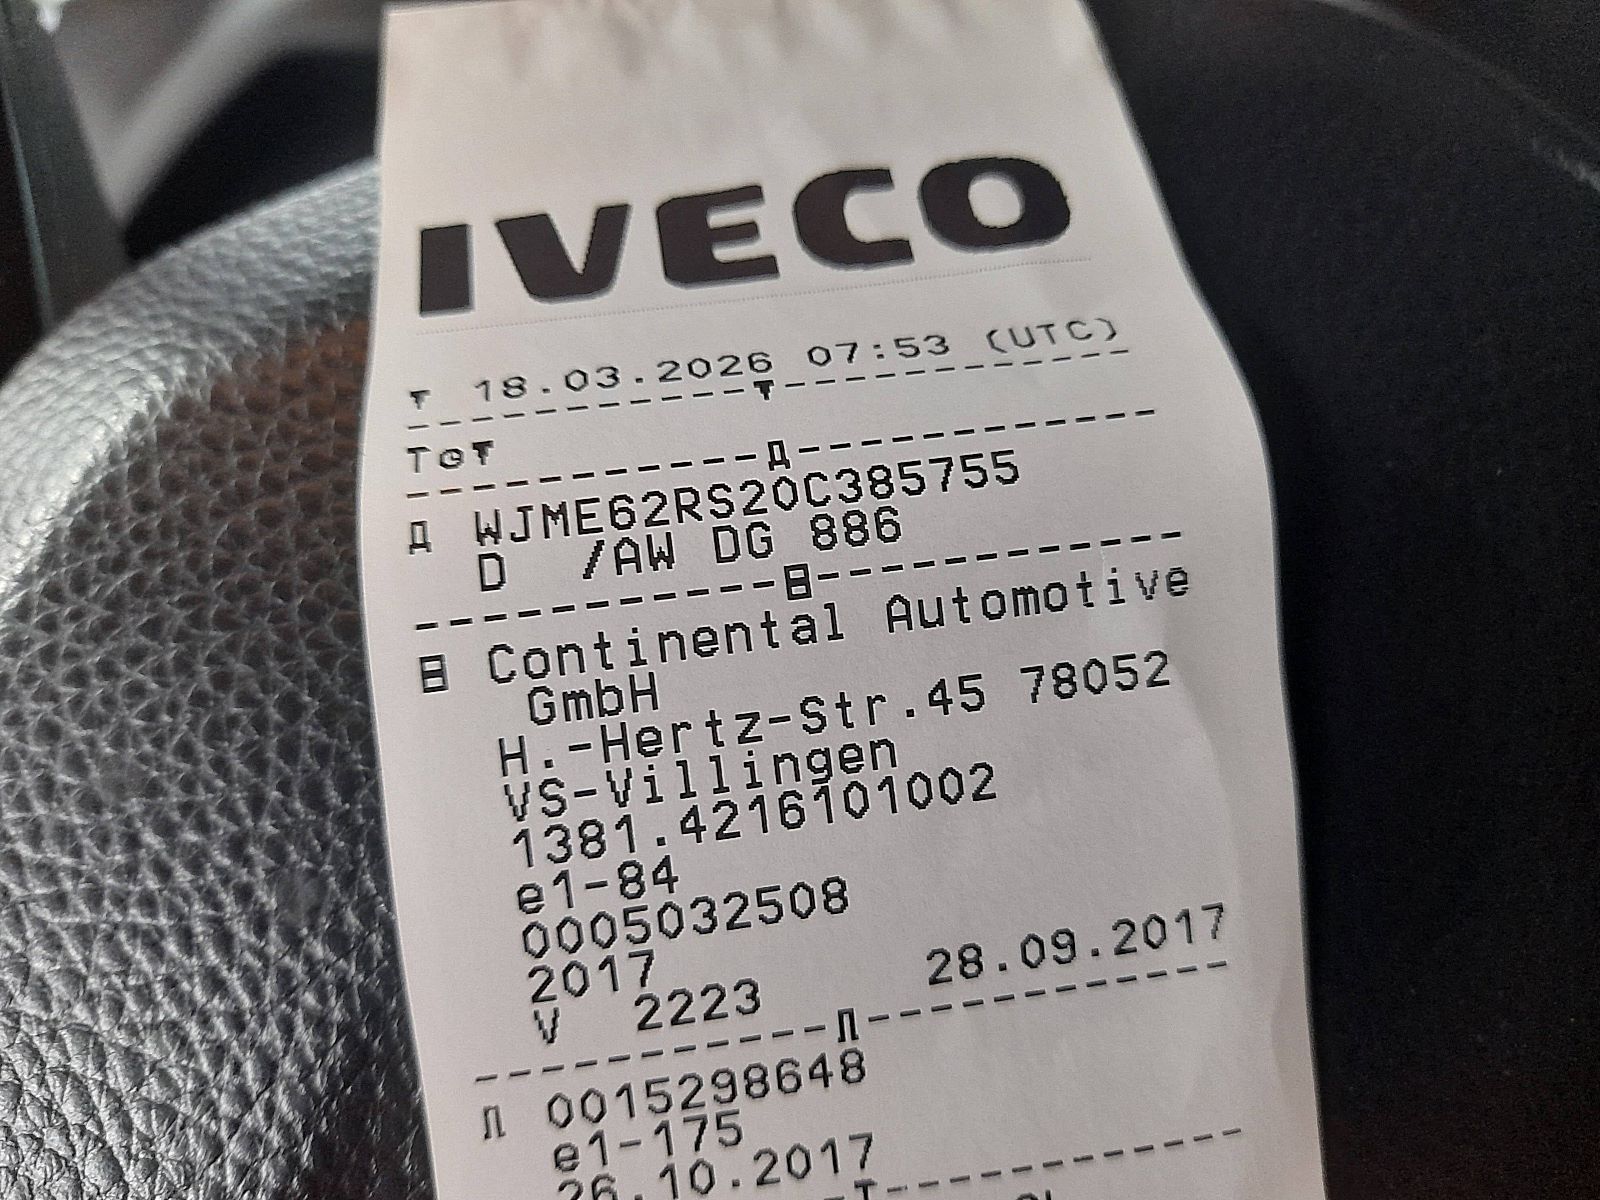 IVECO
18.03.2026 07:53 (UTC)
WJME62RS20C385755
D /AW DG 886
Continental Automotive
GmbH
H.-Hertz-Str.45 78052
VS-Villingen
1381.4216101002
e1-84
0005032508
2017
V 2223 28.09.2017
0015298648
e1-175
26.10.2017